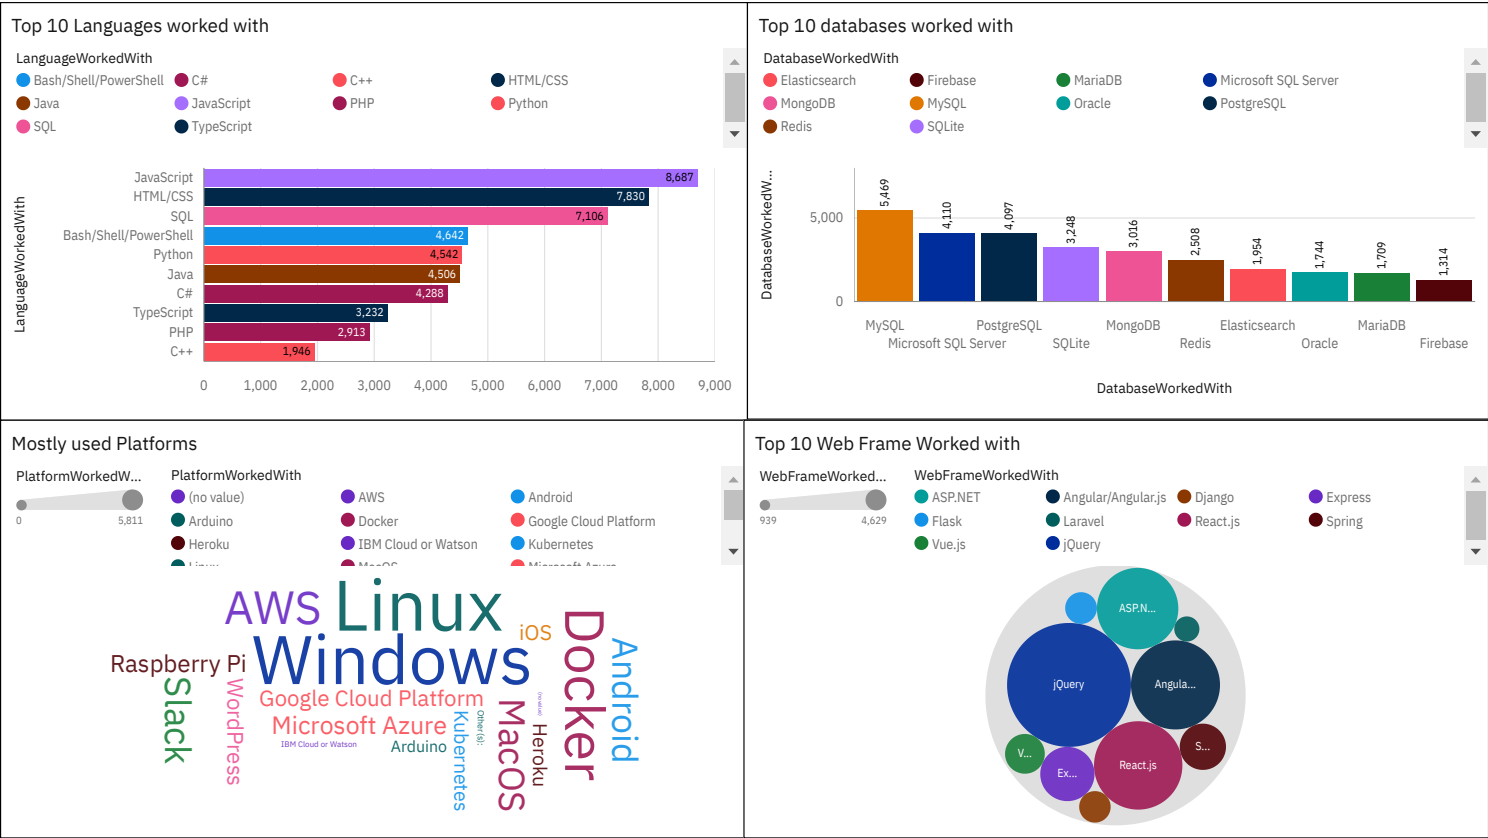 Top 10 Languages worked with
LanguageWorkedWith
Bash/Shell/PowerShell C# C++ HTML/CSS
Java JavaScript PHP Python
SQL TypeScript
LanguageWorkedWith
JavaScript 8,687
HTML/CSS 7,830
SQL 7,106
Bash/Shell/PowerShell 4,642
Python 4,542
Java 4,506
C# 4,288
TypeScript 3,232
PHP 2,913
C++ 1,946
0 1,000 2,000 3,000 4,000 5,000 6,000 7,000 8,000 9,000
Top 10 databases worked with
DatabaseWorkedWith
Elasticsearch Firebase MariaDB Microsoft SQL Server
MongoDB MySQL Oracle PostgreSQL
Redis SQLite
DatabaseWorkedW...
5,000
0
5,469 4,110 4,097 3,248 3,016 2,508 1,954 1,744 1,709 1,314
MySQL PostgreSQL MongoDB Elasticsearch MariaDB
Microsoft SQL Server SQLite Redis Oracle Firebase
DatabaseWorkedWith
Mostly used Platforms
PlatformWorkedW...
0 5,811
PlatformWorkedWith
(no value) AWS Android
Arduino Docker Google Cloud Platform
Heroku IBM Cloud or Watson Kubernetes
Linux MacOS Microsoft Azure
AWS
Linux
iOS
Docker
Android
Windows
Raspberry Pi
Slack
WordPress
Google Cloud Platform
Microsoft Azure
IBM Cloud or Watson
Arduino
Kubernetes
Other(s):
MacOS
(no value)
Heroku
Top 10 Web Frame Worked with
WebFrameWorked...
939 4,629
WebFrameWorkedWith
ASP.NET Angular/Angular.js Django Express
Flask Laravel React.js Spring
Vue.js jQuery
ASP.N...
jQuery
Angula...
V...
Ex...
React.js
S...